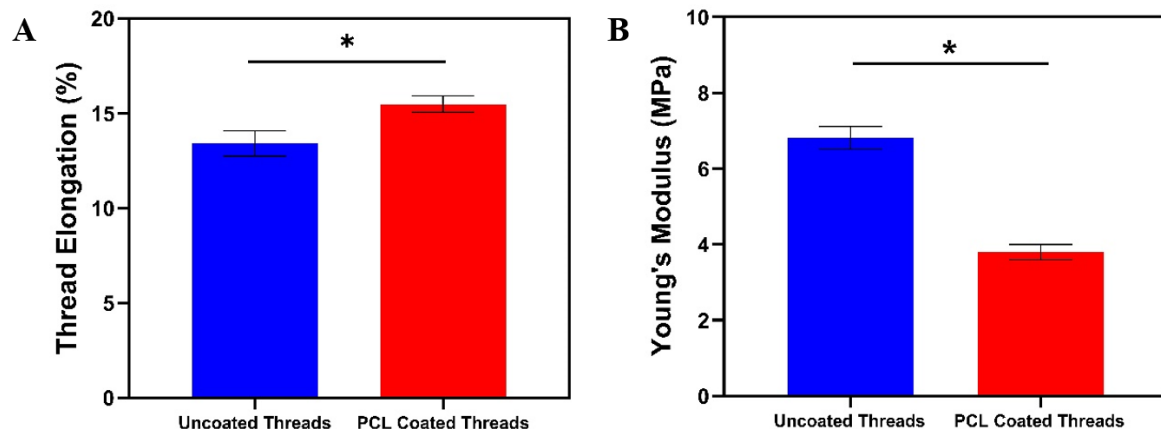 A
Thread Elongation (%)
20
15
10
5
0
*
Uncoated Threads
PCL Coated Threads
B
Young's Modulus (MPa)
10
8
6
4
2
0
*
Uncoated Threads
PCL Coated Threads